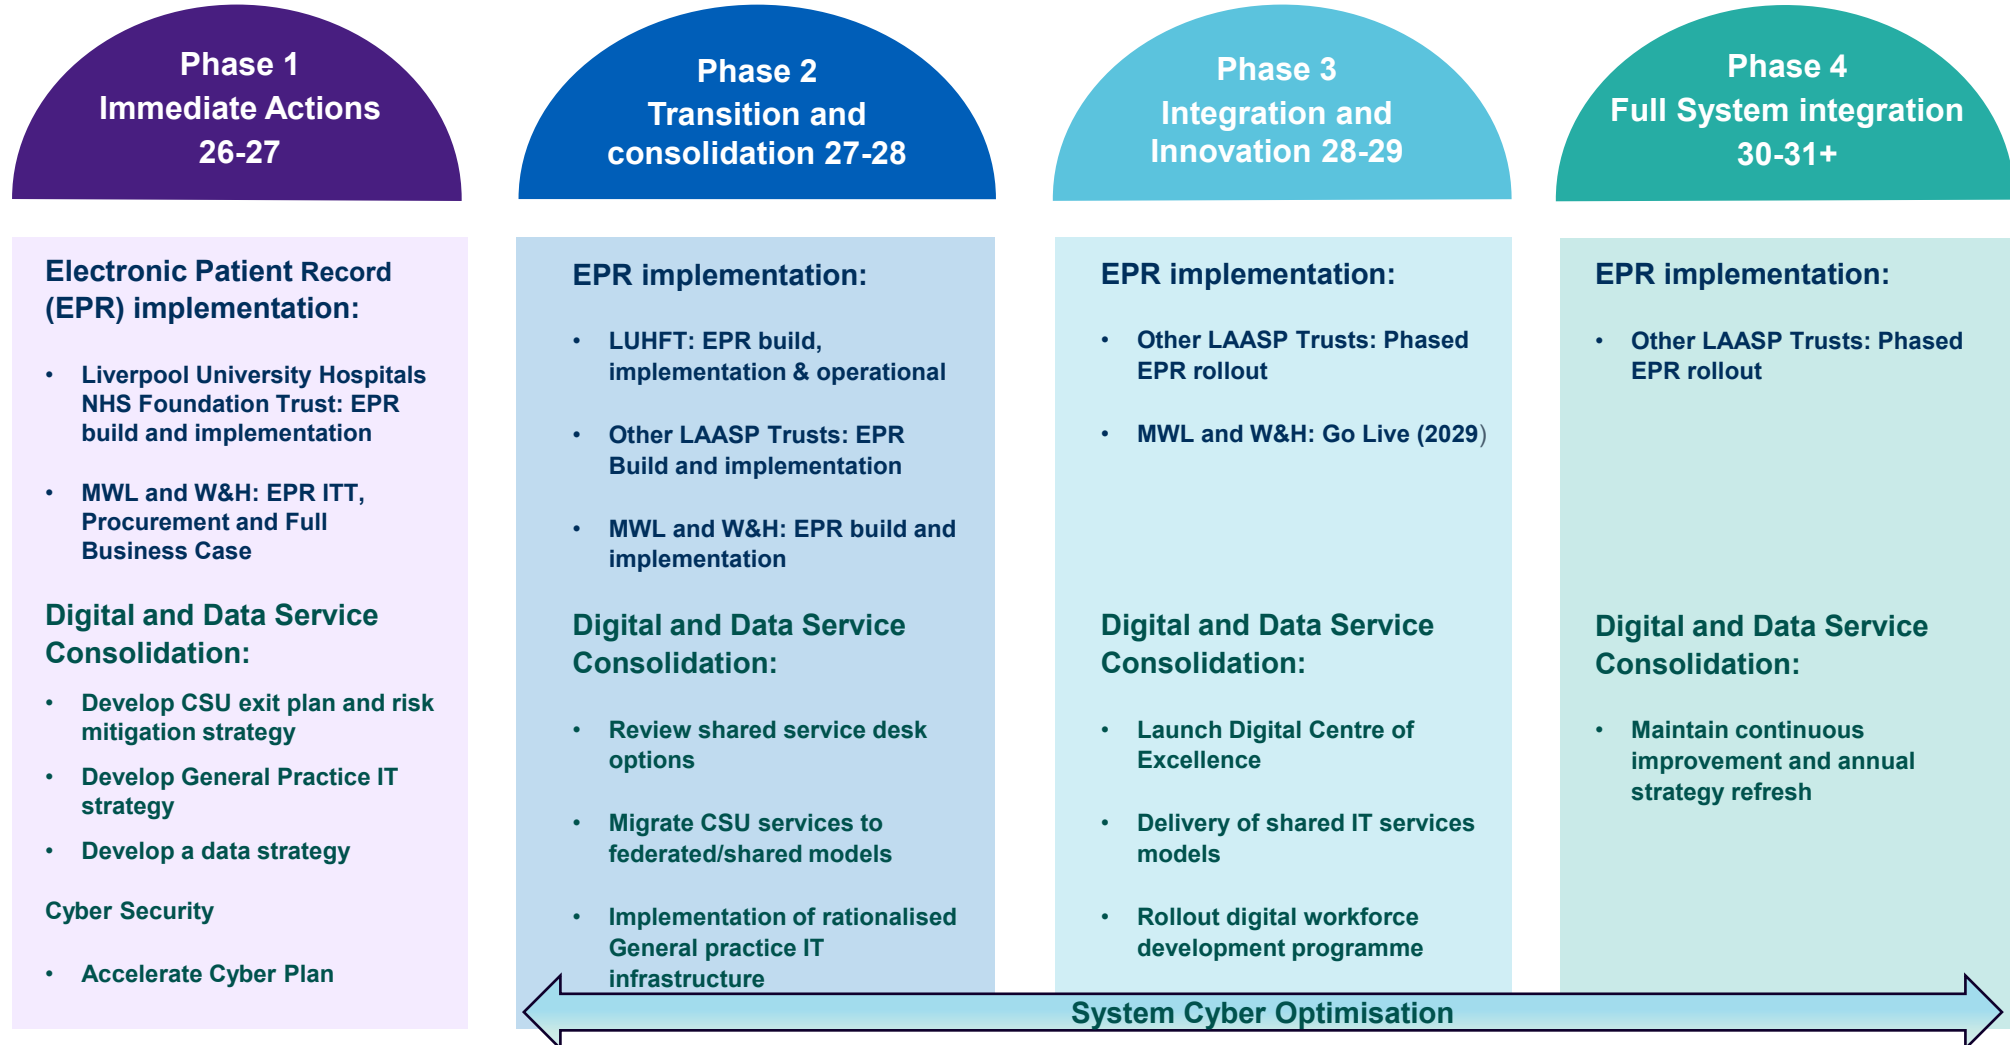 Phase 1
Immediate Actions
26-27
Phase 2
Transition and
consolidation 27-28
Phase 3
Integration and
Innovation 28-29
Phase 4
Full System integration
30-31+
Electronic Patient Record
(EPR) implementation:
• Liverpool University Hospitals
NHS Foundation Trust: EPR
build and implementation
• MWL and W&H: EPR ITT,
Procurement and Full
Business Case
Digital and Data Service
Consolidation:
• Develop CSU exit plan and risk
mitigation strategy
• Develop General Practice IT
strategy
• Develop a data strategy
Cyber Security
• Accelerate Cyber Plan
EPR implementation:
• LUHFT: EPR build,
implementation & operational
• Other LAASP Trusts: EPR
Build and implementation
• MWL and W&H: EPR build and
implementation
Digital and Data Service
Consolidation:
• Review shared service desk
options
• Migrate CSU services to
federated/shared models
• Implementation of rationalised
General practice IT
infrastructure
EPR implementation:
• Other LAASP Trusts: Phased
EPR rollout
• MWL and W&H: Go Live (2029)
Digital and Data Service
Consolidation:
• Launch Digital Centre of
Excellence
• Delivery of shared IT services
models
• Rollout digital workforce
development programme
EPR implementation:
• Other LAASP Trusts: Phased
EPR rollout
Digital and Data Service
Consolidation:
• Maintain continuous
improvement and annual
strategy refresh
System Cyber Optimisation